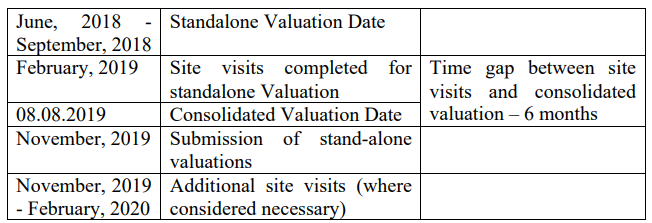 June, 2018 - Standalone Valuation Date
September, 2018
February, 2019 Site visits completed for Time gap between site
standalone Valuation visits and consolidated
08.08.2019 Consolidated Valuation Date valuation – 6 months
November, 2019 Submission of stand-alone
valuations
November, 2019 Additional site visits (where
- February, 2020 considered necessary)